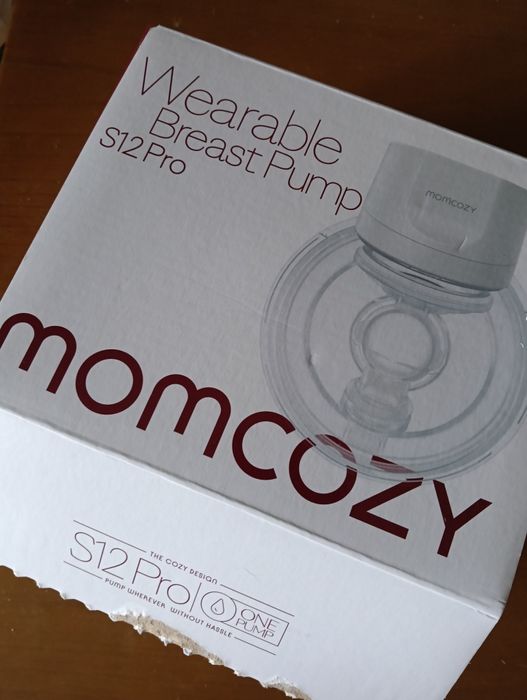 Wearable
Breast Pump
S12 Pro
momcozy
momcozy
THE COZY DESIGN
S12 Pro
ONE
PUMP
PUMP WHEREVER WITHOUT HASSLE